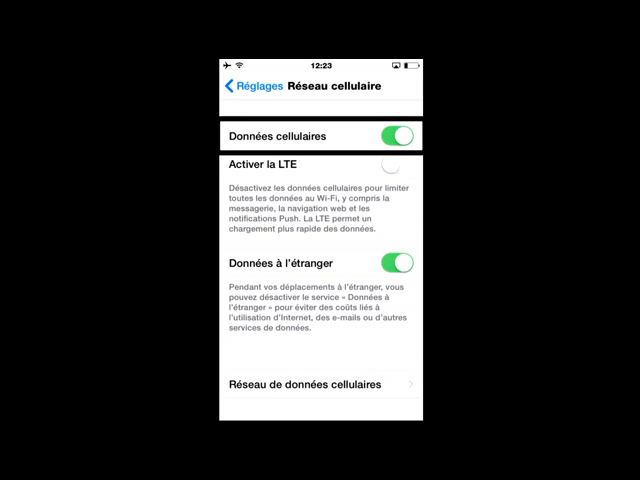 12:23
Réglages Réseau cellulaire
Données cellulaires
Activer la LTE
Désactivez les données cellulaires pour limiter
toutes les données au Wi-Fi, y compris la
messagerie, la navigation web et les
notifications Push. La LTE permet un
chargement plus rapide des données.
Données à l'étranger
Pendant vos déplacements à l'étranger, vous
pouvez désactiver le service « Données à
l'étranger » pour éviter des coûts liés à
l'utilisation d'Internet, des e-mails ou d'autres
services de données.
Réseau de données cellulaires